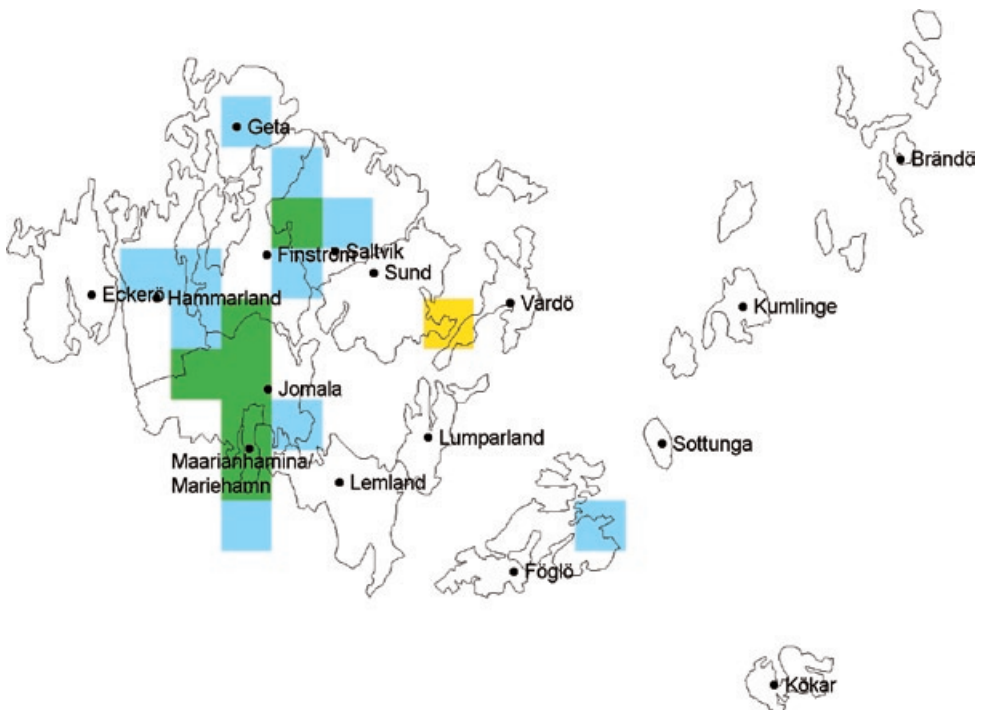 Geta
Brändö
Finström
Saltvik
Sund
Eckerö
Hammarland
Vårdö
Kumlinge
Jomala
Lumparland
Sottunga
Maarianhamina/
Mariehamn
Lemland
Föglö
Kökar